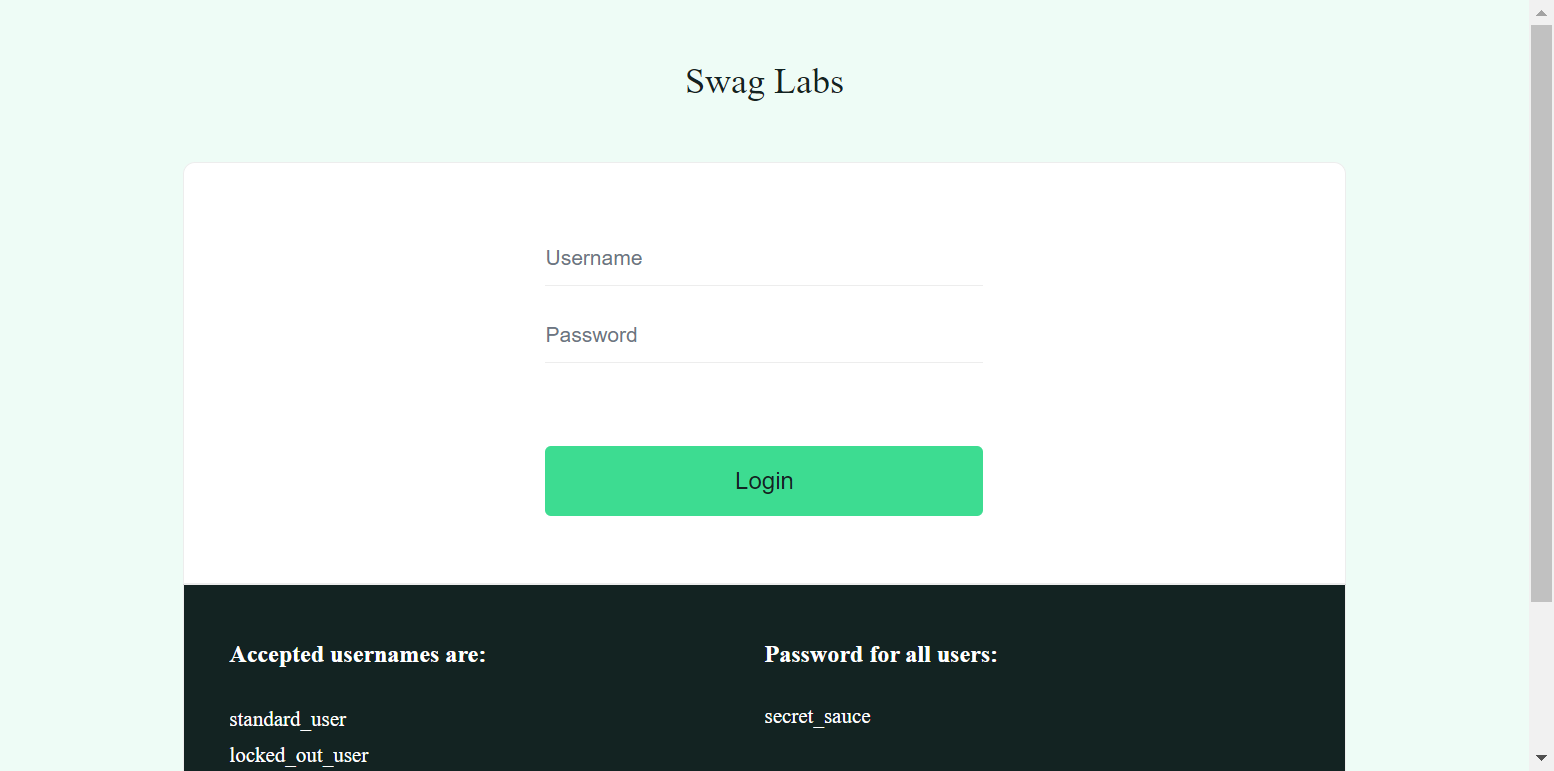 Swag Labs
Username
Password
Login
Accepted usernames are:
standard_user
locked_out_user
Password for all users:
secret_sauce